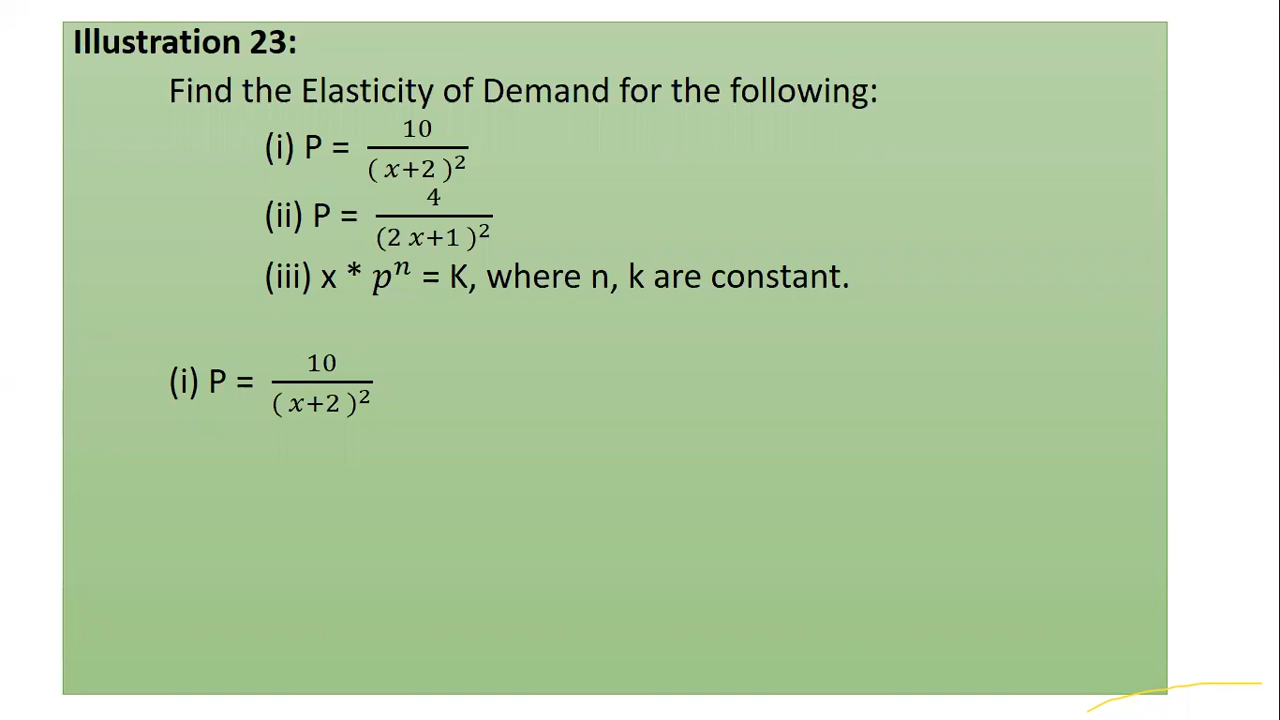 Illustration 23:
Find the Elasticity of Demand for the following:
(i) P = 10/( x+2 )²
(ii) P = 4/(2 x+1 )²
(iii) x * pⁿ = K, where n, k are constant.
(i) P = 10/( x+2 )²